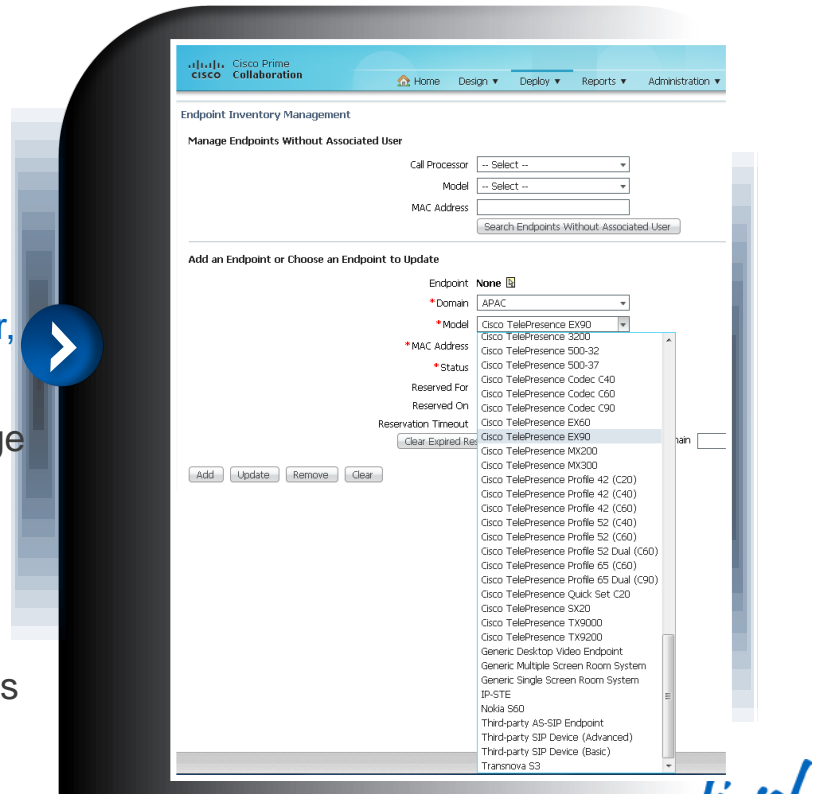 Cisco Prime
CISCO Collaboration
Home Design Deploy Reports Administration
Endpoint Inventory Management
Manage Endpoints Without Associated User
Call Processor -- Select --
Model -- Select --
MAC Address
Search Endpoints Without Associated User
Add an Endpoint or Choose an Endpoint to Update
Endpoint None
*Domain APAC
*Model Cisco TelePresence EX90
Cisco TelePresence 3200
*MAC Address
Cisco TelePresence 500-32
*Status
Cisco TelePresence 500-37
Reserved For
Cisco TelePresence Codec C40
Cisco TelePresence Codec C60
Reserved On
Cisco TelePresence Codec C90
Reservation Timeout
Cisco TelePresence EX60
Clear Expired Res
Cisco TelePresence EX90
Cisco TelePresence MX200
Cisco TelePresence MX300
Cisco TelePresence Profile 42 (C20)
Cisco TelePresence Profile 42 (C40)
Cisco TelePresence Profile 42 (C60)
Cisco TelePresence Profile 52 (C40)
Cisco TelePresence Profile 52 (C60)
Cisco TelePresence Profile 52 Dual (C60)
Cisco TelePresence Profile 65 (C60)
Cisco TelePresence Profile 65 Dual (C90)
Cisco TelePresence Quick Set C20
Cisco TelePresence SX20
Cisco TelePresence TX9000
Cisco TelePresence TX9200
Generic Desktop Video Endpoint
Generic Multiple Screen Room System
Generic Single Screen Room System
IP-STE
Nokia S60
Third-party AS-SIP Endpoint
Third-party SIP Device (Advanced)
Third-party SIP Device (Basic)
Transnova S3
Add Update Remove Clear